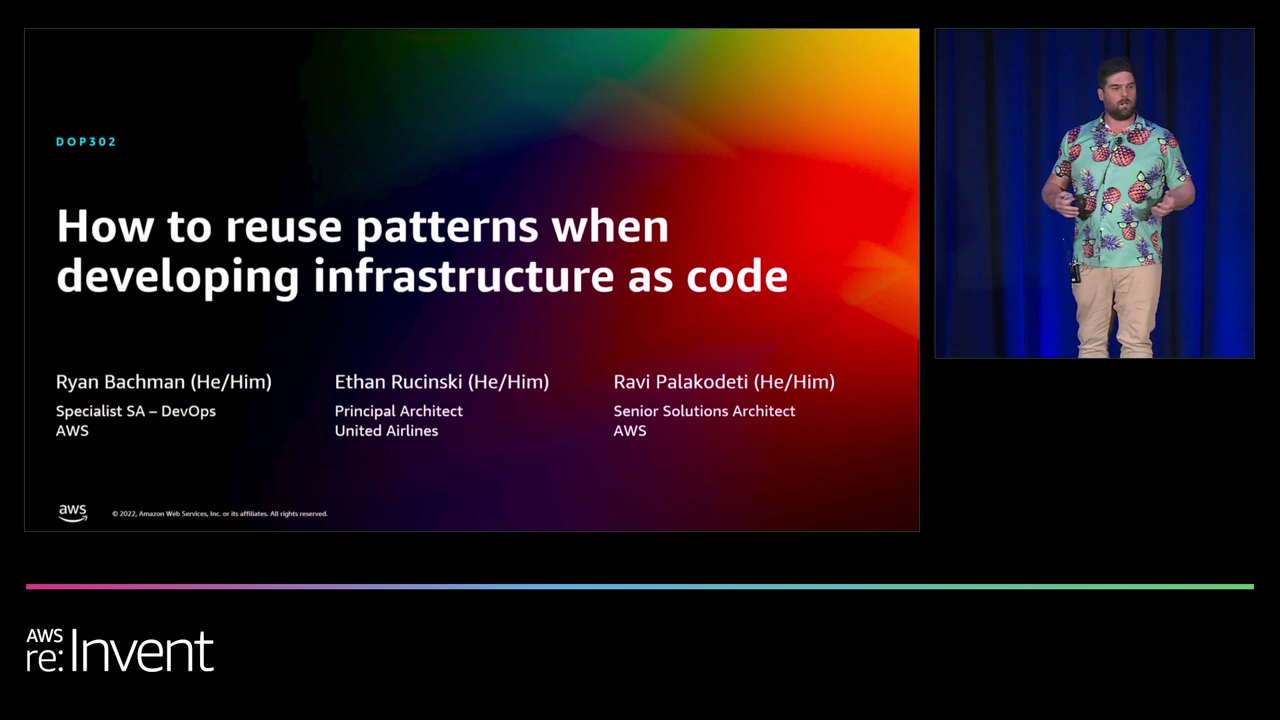 DOP302
How to reuse patterns when
developing infrastructure as code
Ryan Bachman (He/Him)
Specialist SA – DevOps
AWS
Ethan Rucinski (He/Him)
Principal Architect
United Airlines
Ravi Palakodeti (He/Him)
Senior Solutions Architect
AWS
aws
© 2022, Amazon Web Services, Inc. or its affiliates. All rights reserved.
AWS
re:Invent